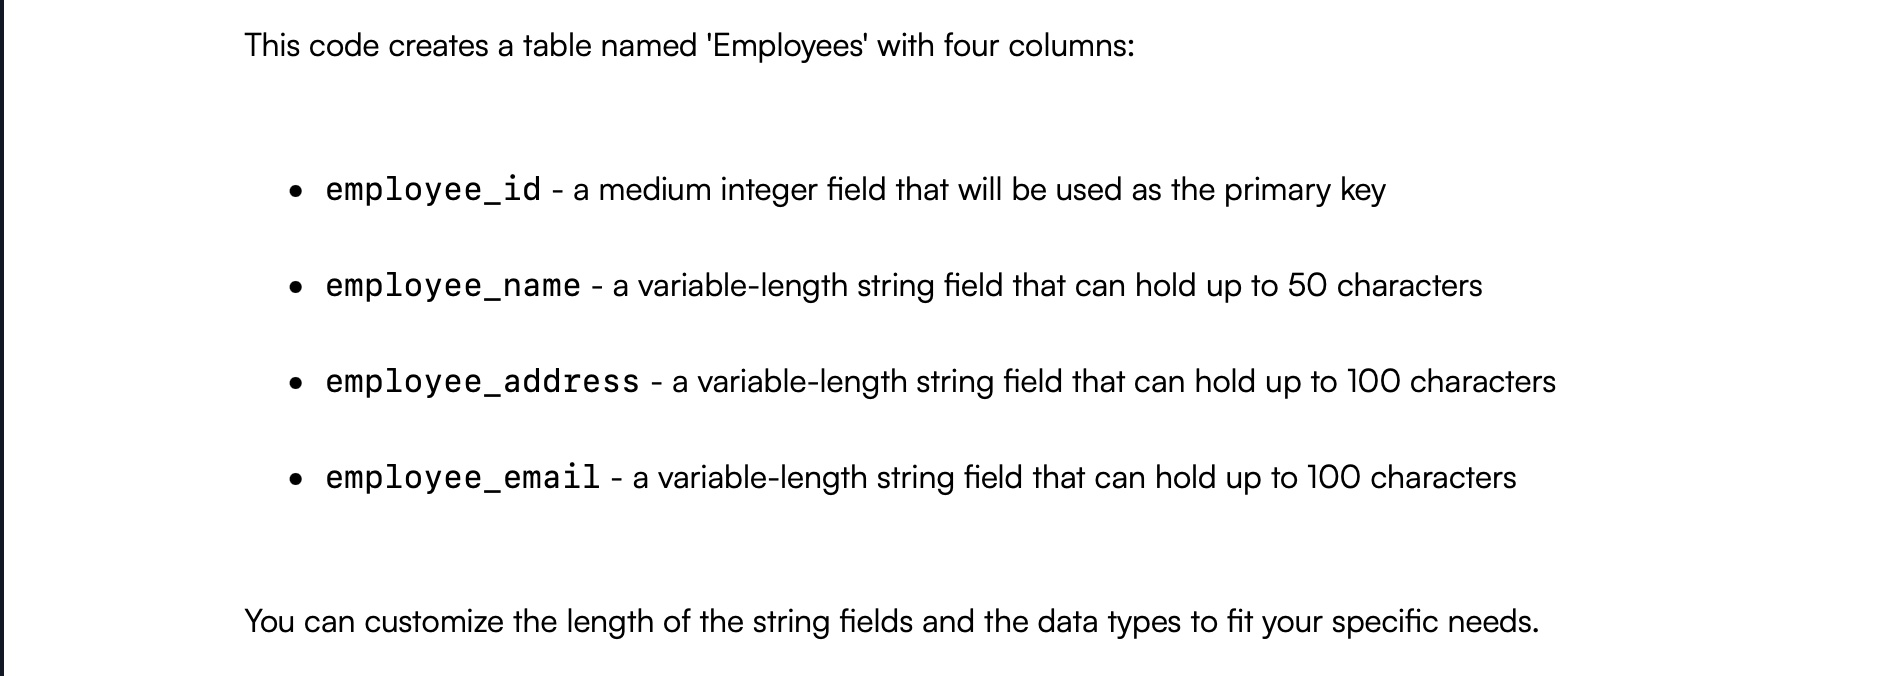 This code creates a table named 'Employees' with four columns:
• employee_id - a medium integer field that will be used as the primary key
• employee_name - a variable-length string field that can hold up to 50 characters
• employee_address - a variable-length string field that can hold up to 100 characters
• employee_email - a variable-length string field that can hold up to 100 characters
You can customize the length of the string fields and the data types to fit your specific needs.